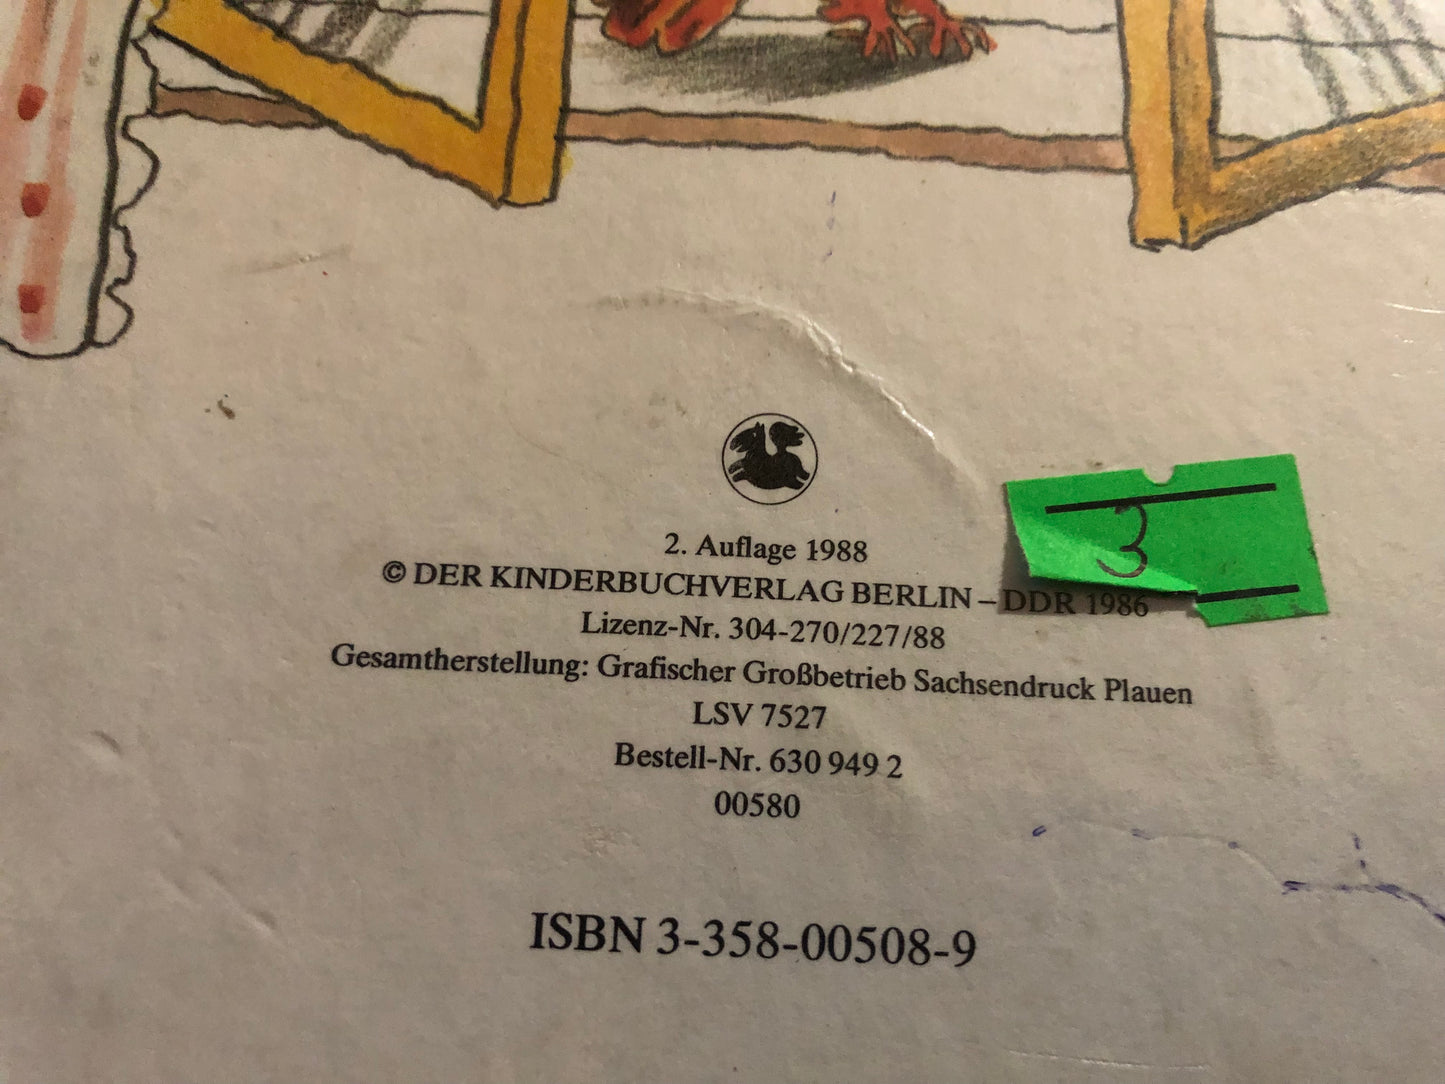 2. Auflage 1988
© DER KINDERBUCHVERLAG BERLIN – DDR 1986
Lizenz-Nr. 304-270/227/88
Gesamtherstellung: Grafischer Großbetrieb Sachsendruck Plauen
LSV 7527
Bestell-Nr. 630 949 2
00580
ISBN 3-358-00508-9
3